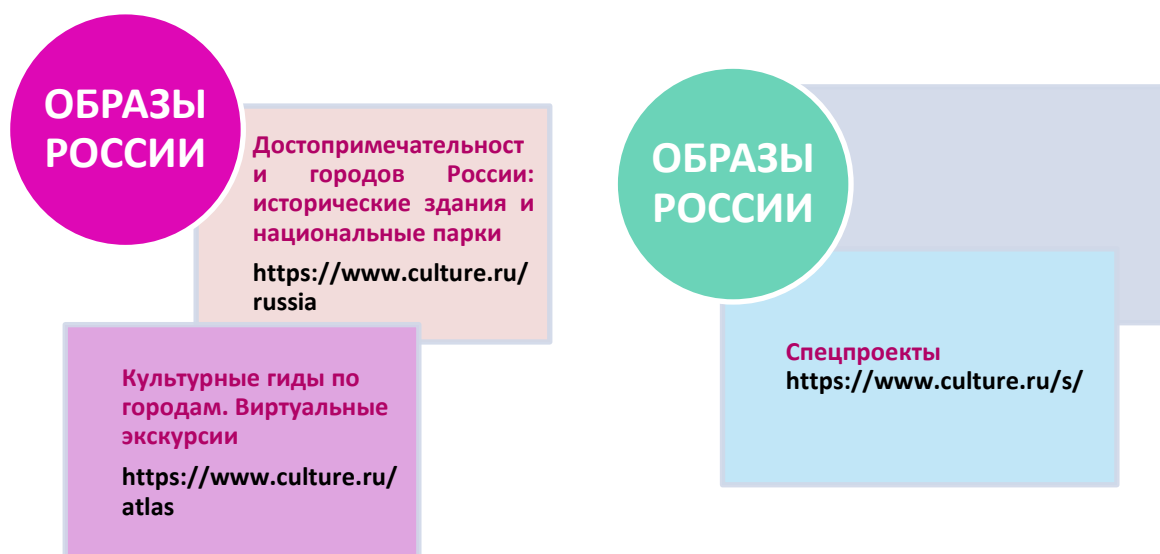 ОБРАЗЫ
РОССИИ
Достопримечательност
и городов России:
исторические здания и
национальные парки
https://www.culture.ru/
russia
Культурные гиды по
городам. Виртуальные
экскурсии
https://www.culture.ru/
atlas
ОБРАЗЫ
РОССИИ
Спецпроекты
https://www.culture.ru/s/